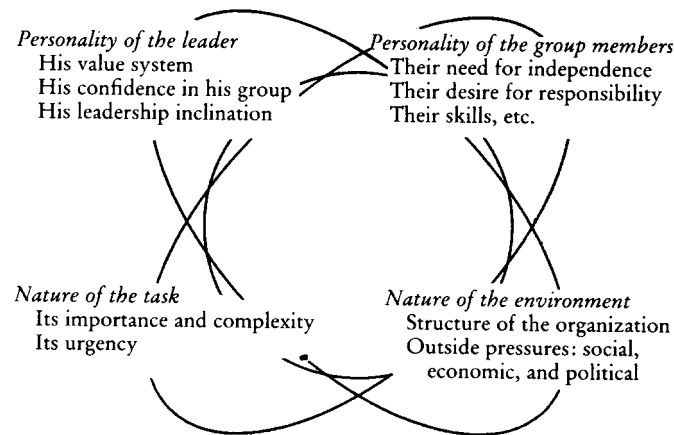 Personality of the leader
His value system
His confidence in his group
His leadership inclination
Personality of the group members
Their need for independence
Their desire for responsibility
Their skills, etc.
Nature of the task
Its importance and complexity
Its urgency
Nature of the environment
Structure of the organization
Outside pressures: social,
economic, and political